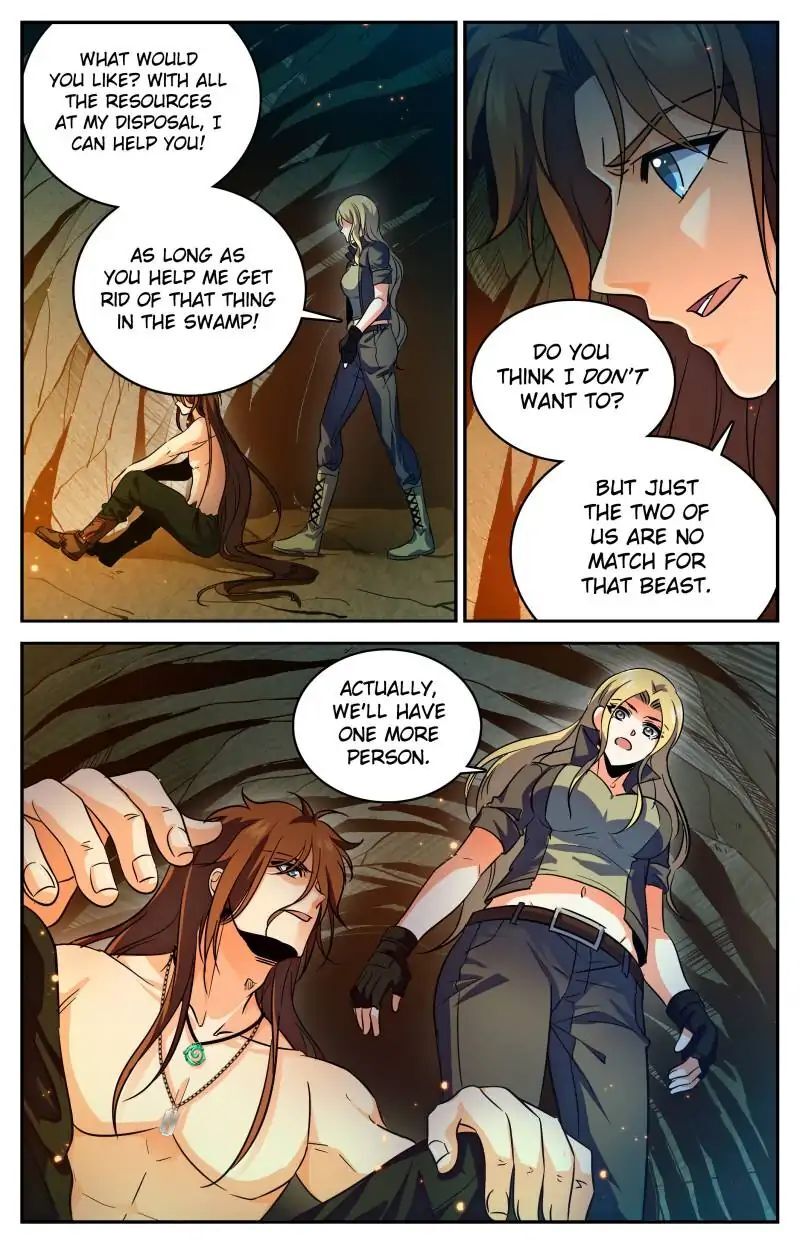 WHAT WOULD
YOU LIKE? WITH ALL
THE RESOURCES
AT MY DISPOSAL, I
CAN HELP YOU!
AS LONG AS
YOU HELP ME GET
RID OF THAT THING
IN THE SWAMP!
DO YOU
THINK I DON'T
WANT TO?
BUT JUST
THE TWO OF
US ARE NO
MATCH FOR
THAT BEAST.
ACTUALLY,
WE'LL HAVE
ONE MORE
PERSON.